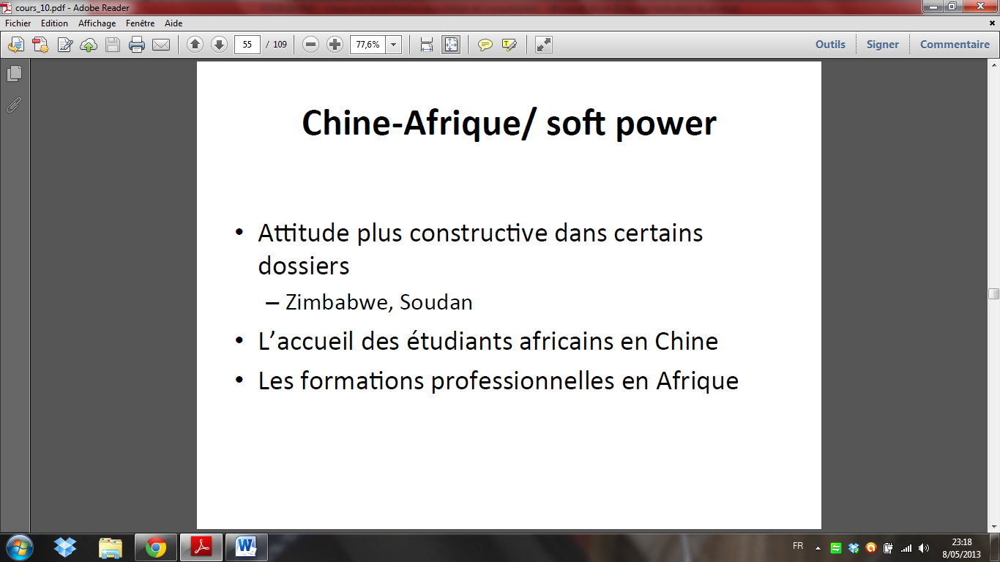 cours_10.pdf - Adobe Reader
Fichier Edition Affichage Fenêtre Aide
55 / 109 77,6% Outils Signer Commentaire
Chine-Afrique/ soft power
• Attitude plus constructive dans certains
dossiers
– Zimbabwe, Soudan
• L’accueil des étudiants africains en Chine
• Les formations professionnelles en Afrique
FR
23:18
8/05/2013